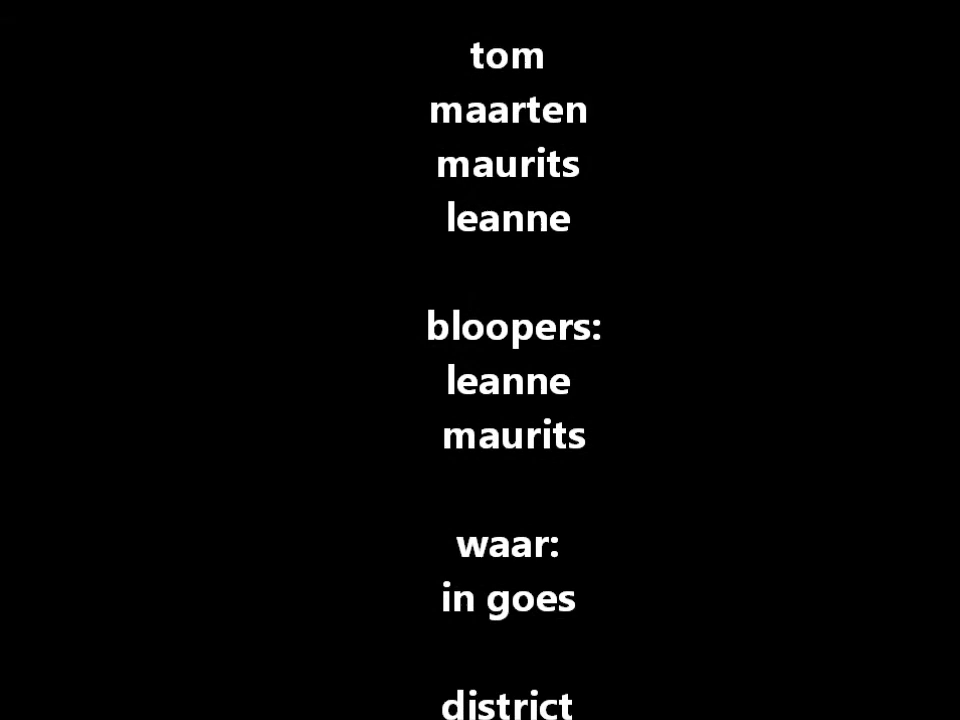 tom
maarten
maurits
leanne
bloopers:
leanne
maurits
waar:
in goes
district